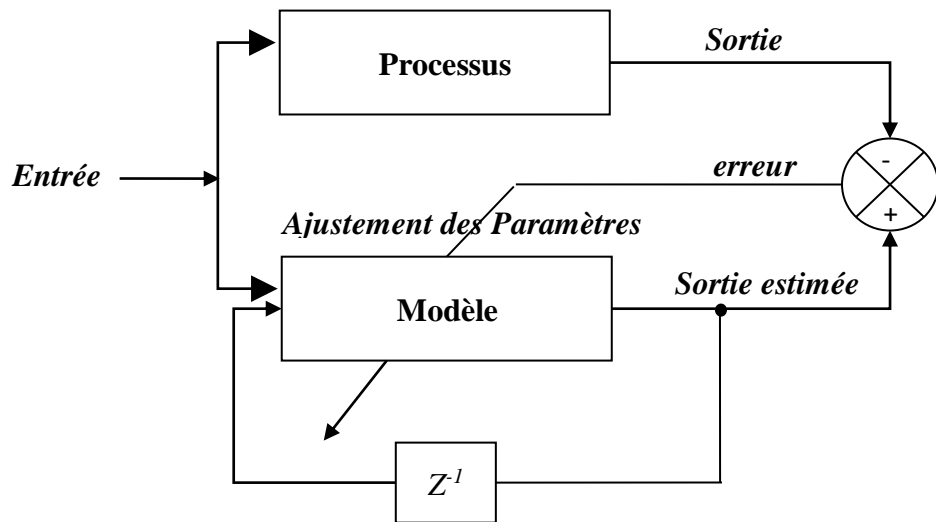 Sortie
Processus
-
Entrée
erreur
+
Ajustement des Paramètres
Sortie estimée
Modèle
Z⁻¹